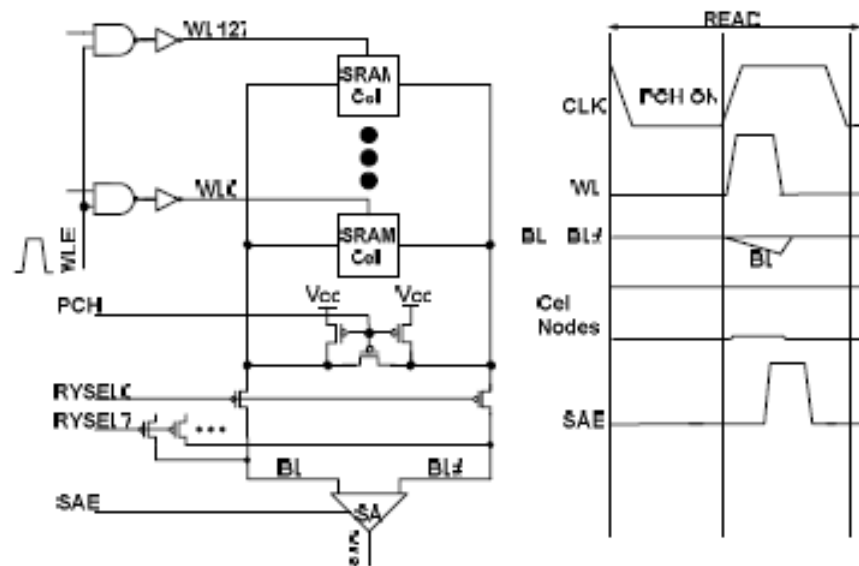 WL127
SRAM
Cell
WL0
SRAM
Cell
WLE
Vcc
Vcc
PCH
RYSEL0
RYSEL7
BL
BL#
SAE
SA
READ
CLK
PCH ON
WL
BL
BL#
BL
Cell
Nodes
SAE